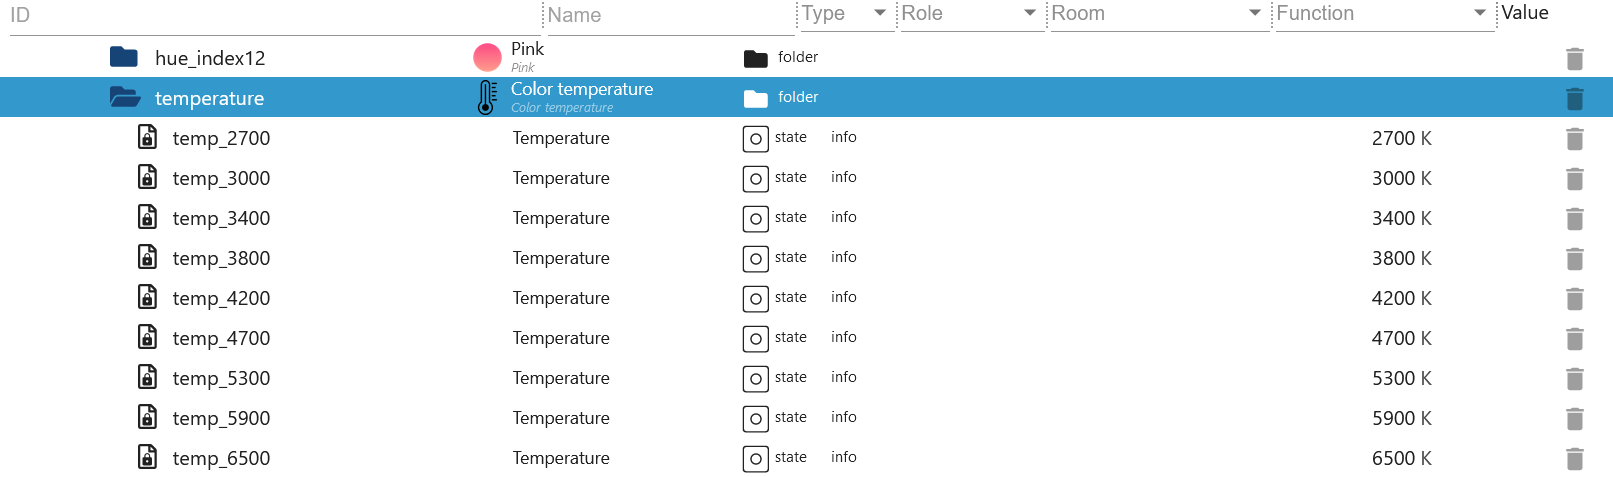 ID Name Type Role Room Function Value
hue_index12 Pink folder
Pink
temperature Color temperature folder
Color temperature
temp_2700 Temperature state info 2700 K
temp_3000 Temperature state info 3000 K
temp_3400 Temperature state info 3400 K
temp_3800 Temperature state info 3800 K
temp_4200 Temperature state info 4200 K
temp_4700 Temperature state info 4700 K
temp_5300 Temperature state info 5300 K
temp_5900 Temperature state info 5900 K
temp_6500 Temperature state info 6500 K